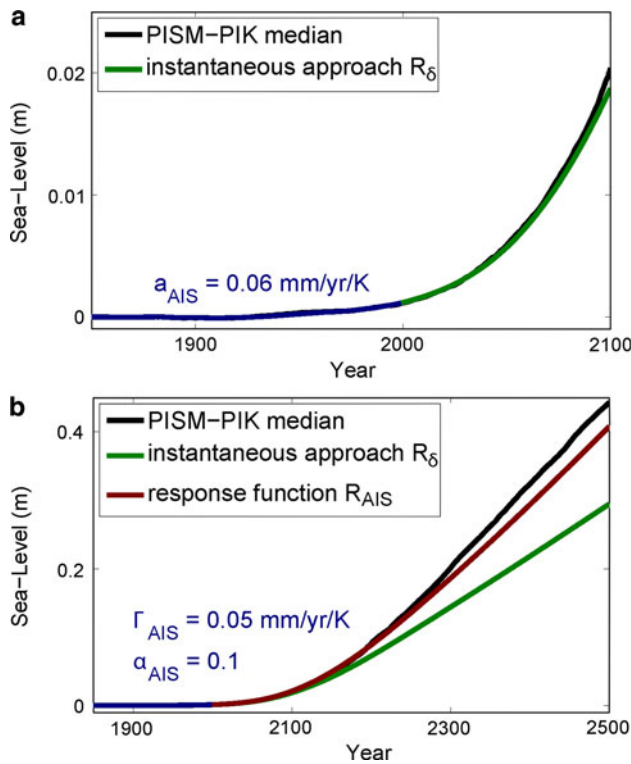 a
PISM−PIK median
instantaneous approach Rδ
0.02
0.01
0
Sea−Level (m)
aAIS = 0.06 mm/yr/K
1900
2000
2100
Year
b
PISM−PIK median
instantaneous approach Rδ
response function RAIS
0.4
0.2
0
Sea−Level (m)
ΓAIS = 0.05 mm/yr/K
αAIS = 0.1
1900
2100
2300
2500
Year